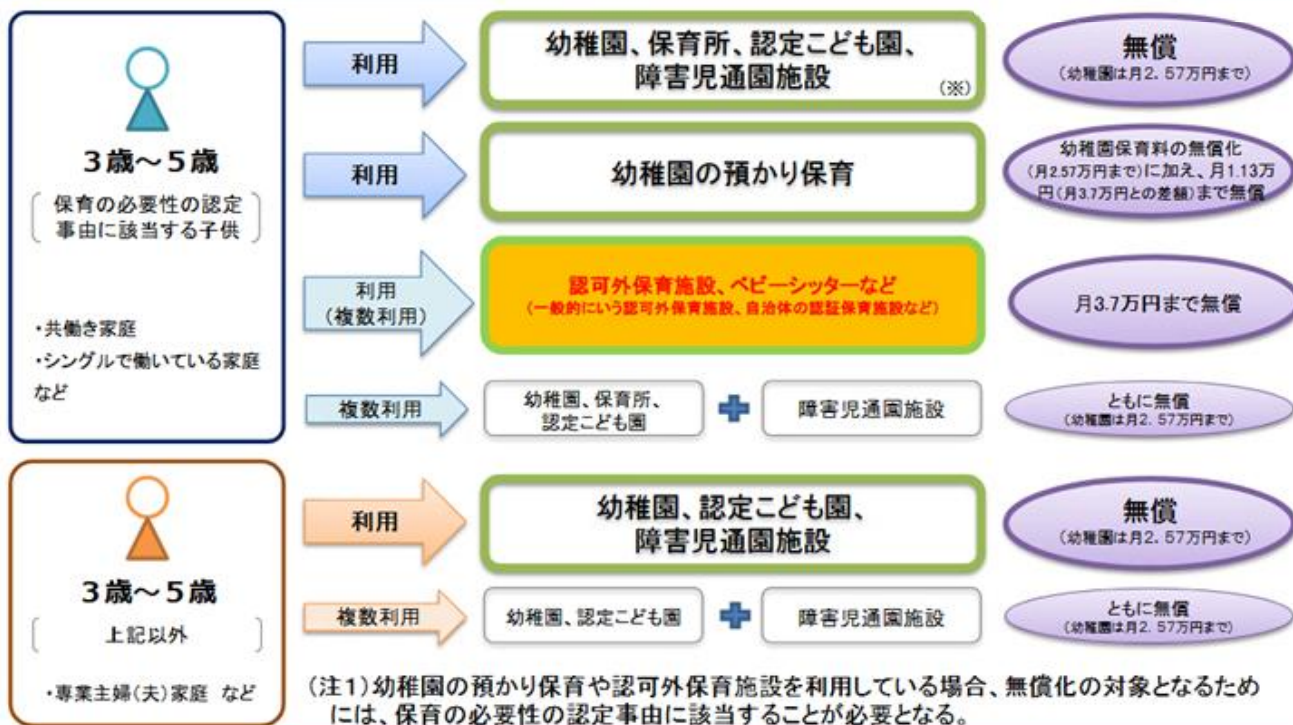 ３歳～５歳
保育の必要性の認定
事由に該当する子供
・共働き家庭
・シングルで働いている家庭
など
利用
幼稚園、保育所、認定こども園、
障害児通園施設
(※)
無償
(幼稚園は月2．57万円まで)
利用
幼稚園の預かり保育
幼稚園保育料の無償化
(月2.57万円まで)に加え、月1.13万
円(月3.7万円との差額)まで無償
利用
(複数利用)
認可外保育施設、ベビーシッターなど
(一般的にいう認可外保育施設、自治体の認証保育施設など)
月3.7万円まで無償
複数利用
幼稚園、保育所、
認定こども園
＋
障害児通園施設
ともに無償
(幼稚園は月2．57万円まで)
３歳～５歳
上記以外
・専業主婦(夫)家庭 など
利用
幼稚園、認定こども園、
障害児通園施設
無償
(幼稚園は月2．57万円まで)
複数利用
幼稚園、認定こども園
＋
障害児通園施設
ともに無償
(幼稚園は月2．57万円まで)
(注１)幼稚園の預かり保育や認可外保育施設を利用している場合、無償化の対象となるため
には、保育の必要性の認定事由に該当することが必要となる。